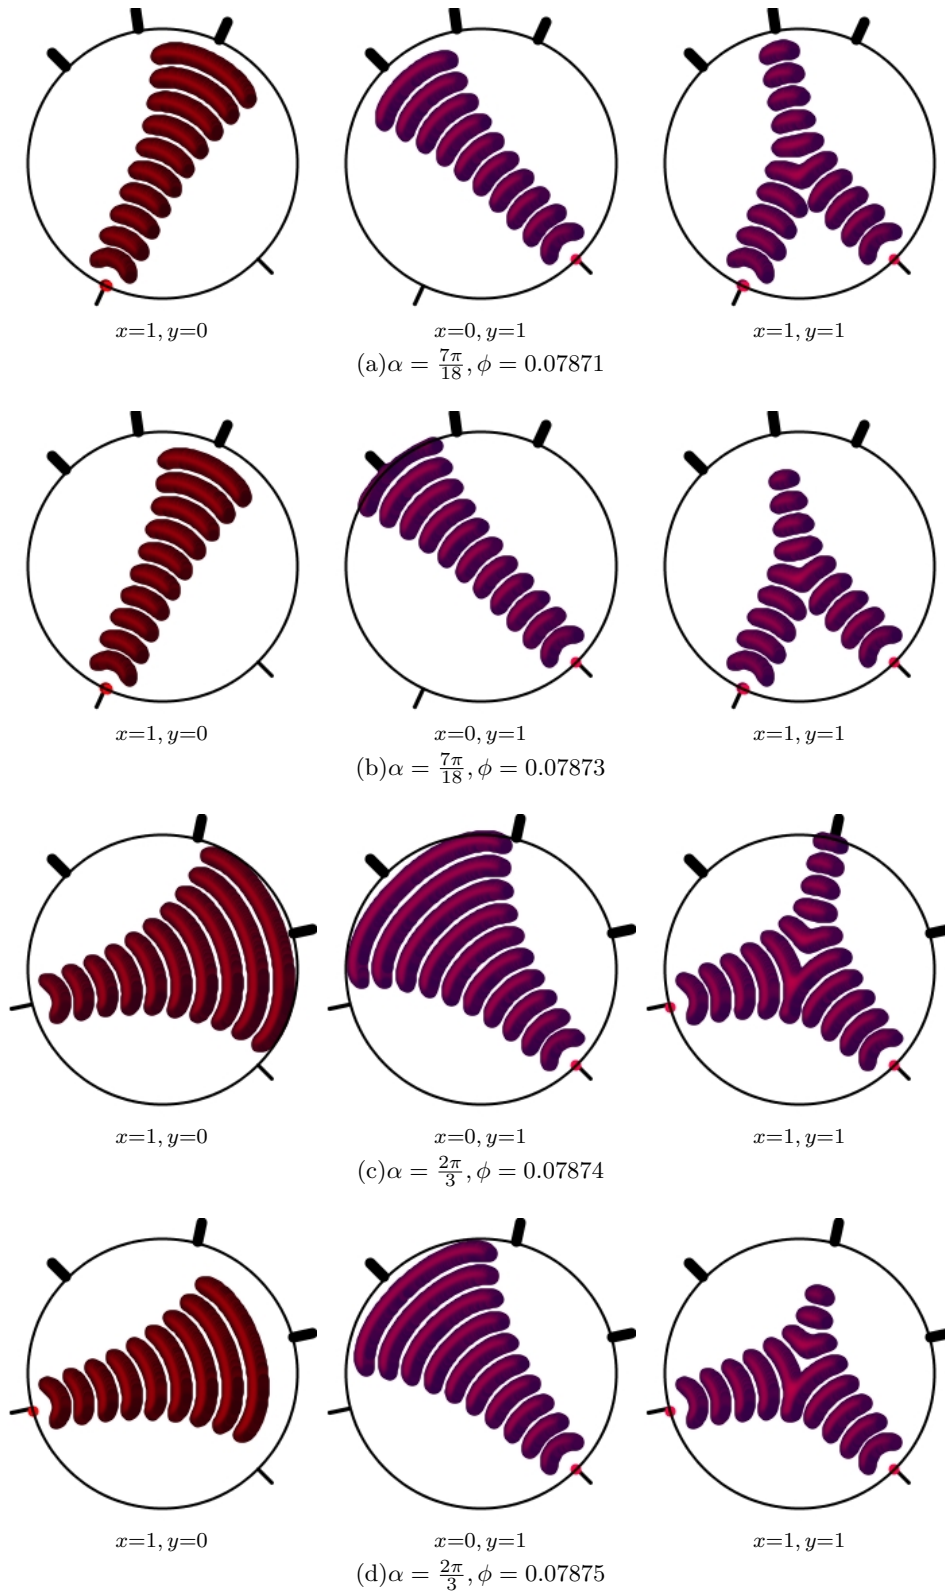 x=1, y=0 x=0, y=1 x=1, y=1
(a)α = 7π/18, ϕ = 0.07871
x=1, y=0 x=0, y=1 x=1, y=1
(b)α = 7π/18, ϕ = 0.07873
x=1, y=0 x=0, y=1 x=1, y=1
(c)α = 2π/3, ϕ = 0.07874
x=1, y=0 x=0, y=1 x=1, y=1
(d)α = 2π/3, ϕ = 0.07875